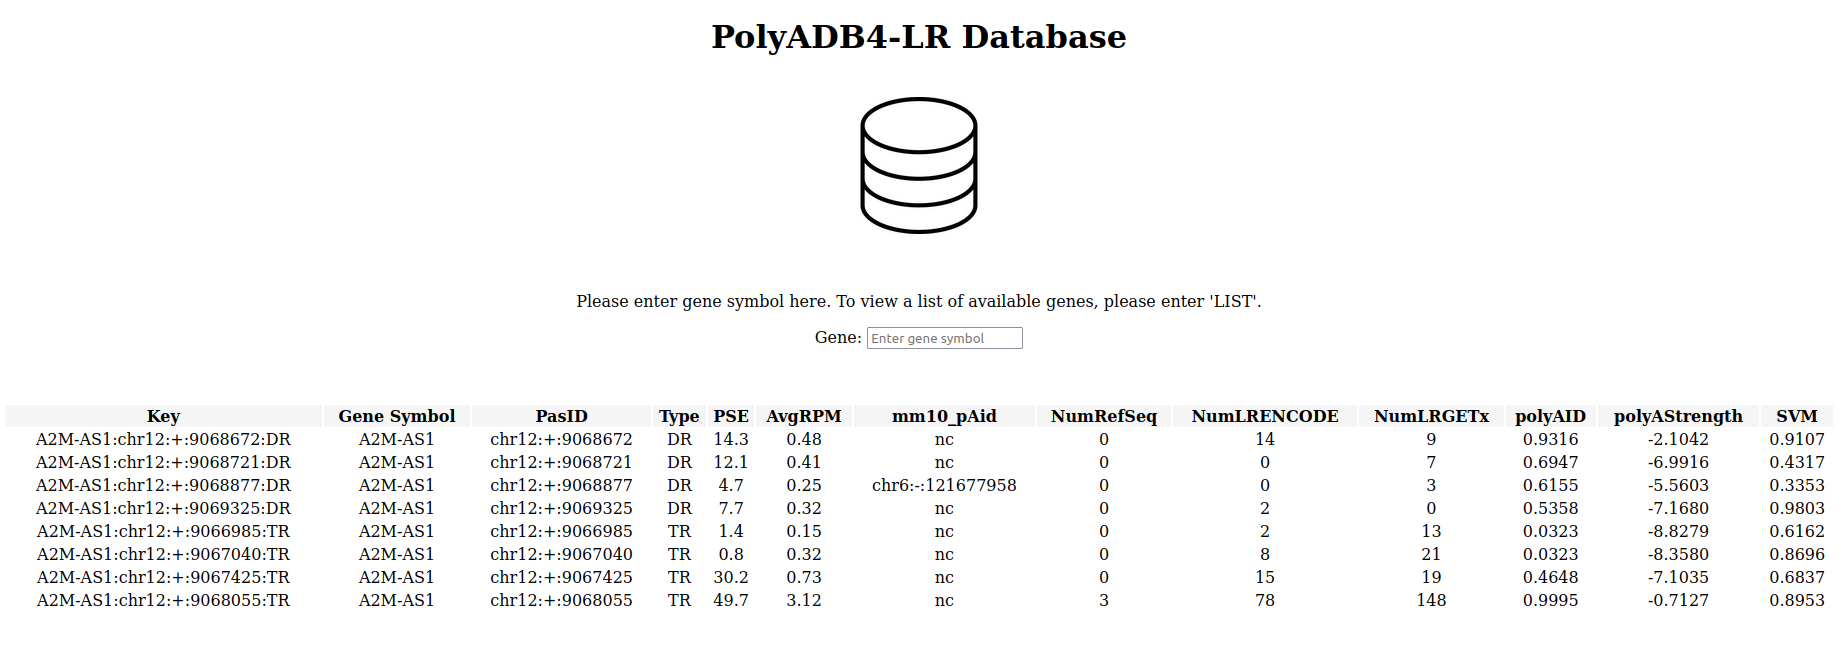 PolyADB4-LR Database
Please enter gene symbol here. To view a list of available genes, please enter 'LIST'.
Gene: Enter gene symbol
Key Gene Symbol PasID Type PSE AvgRPM mm10_pAid NumRefSeq NumLRENCODE NumLRGETx polyAID polyAStrength SVM
A2M-AS1:chr12:+:9068672:DR A2M-AS1 chr12:+:9068672 DR 14.3 0.48 nc 0 14 9 0.9316 -2.1042 0.9107
A2M-AS1:chr12:+:9068721:DR A2M-AS1 chr12:+:9068721 DR 12.1 0.41 nc 0 0 7 0.6947 -6.9916 0.4317
A2M-AS1:chr12:+:9068877:DR A2M-AS1 chr12:+:9068877 DR 4.7 0.25 chr6:-:121677958 0 0 3 0.6155 -5.5603 0.3353
A2M-AS1:chr12:+:9069325:DR A2M-AS1 chr12:+:9069325 DR 7.7 0.32 nc 0 2 0 0.5358 -7.1680 0.9803
A2M-AS1:chr12:+:9066985:TR A2M-AS1 chr12:+:9066985 TR 1.4 0.15 nc 0 2 13 0.0323 -8.8279 0.6162
A2M-AS1:chr12:+:9067040:TR A2M-AS1 chr12:+:9067040 TR 0.8 0.32 nc 0 8 21 0.0323 -8.3580 0.8696
A2M-AS1:chr12:+:9067425:TR A2M-AS1 chr12:+:9067425 TR 30.2 0.73 nc 0 15 19 0.4648 -7.1035 0.6837
A2M-AS1:chr12:+:9068055:TR A2M-AS1 chr12:+:9068055 TR 49.7 3.12 nc 3 78 148 0.9995 -0.7127 0.8953